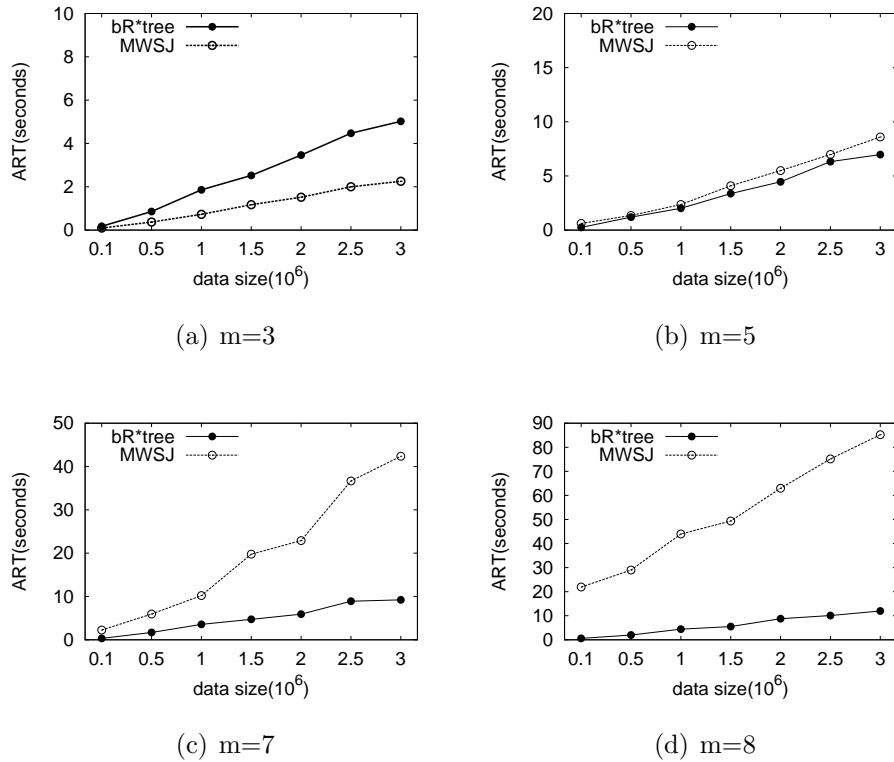 10
8
6
4
2
0
ART(seconds)
bR*tree
MWSJ
0.1 0.5 1 1.5 2 2.5 3
data size(10^6)
(a) m=3
20
15
10
5
0
ART(seconds)
bR*tree
MWSJ
0.1 0.5 1 1.5 2 2.5 3
data size(10^6)
(b) m=5
50
40
30
20
10
0
ART(seconds)
bR*tree
MWSJ
0.1 0.5 1 1.5 2 2.5 3
data size(10^6)
(c) m=7
90
80
70
60
50
40
30
20
10
0
ART(seconds)
bR*tree
MWSJ
0.1 0.5 1 1.5 2 2.5 3
data size(10^6)
(d) m=8